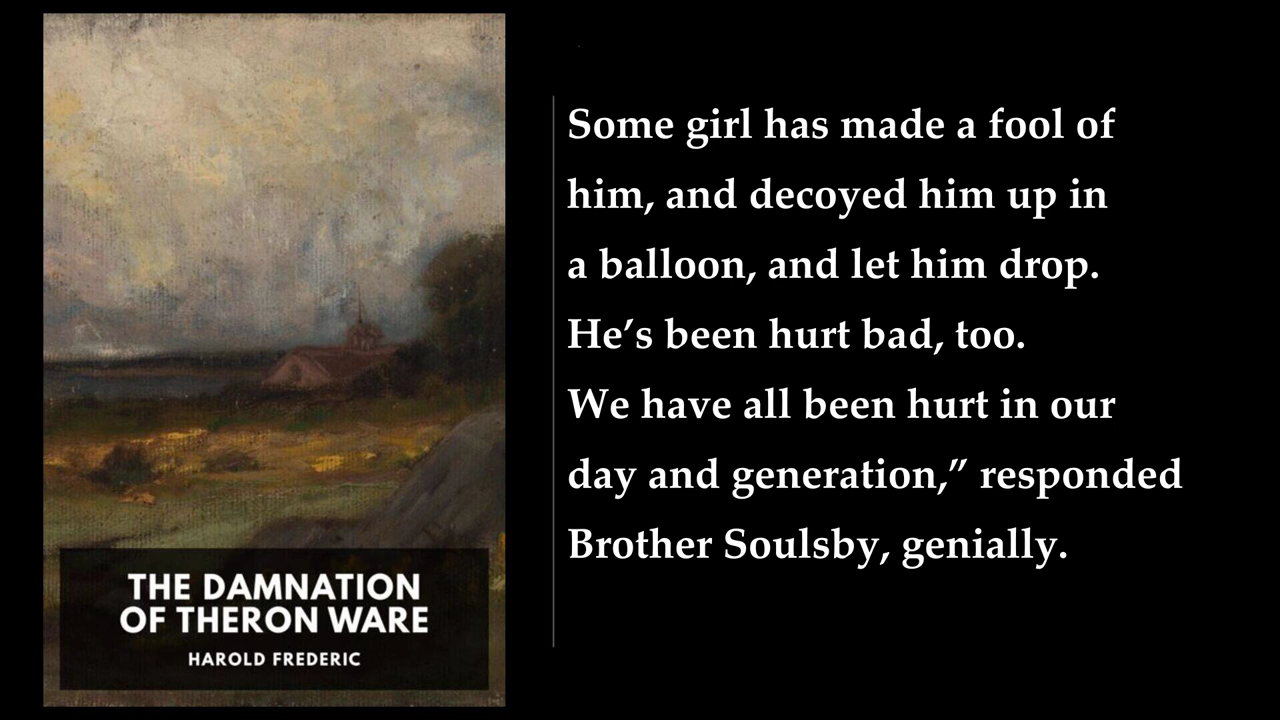 Some girl has made a fool of
him, and decoyed him up in
a balloon, and let him drop.
He’s been hurt bad, too.
We have all been hurt in our
day and generation,” responded
Brother Soulsby, genially.
THE DAMNATION
OF THERON WARE
HAROLD FREDERIC